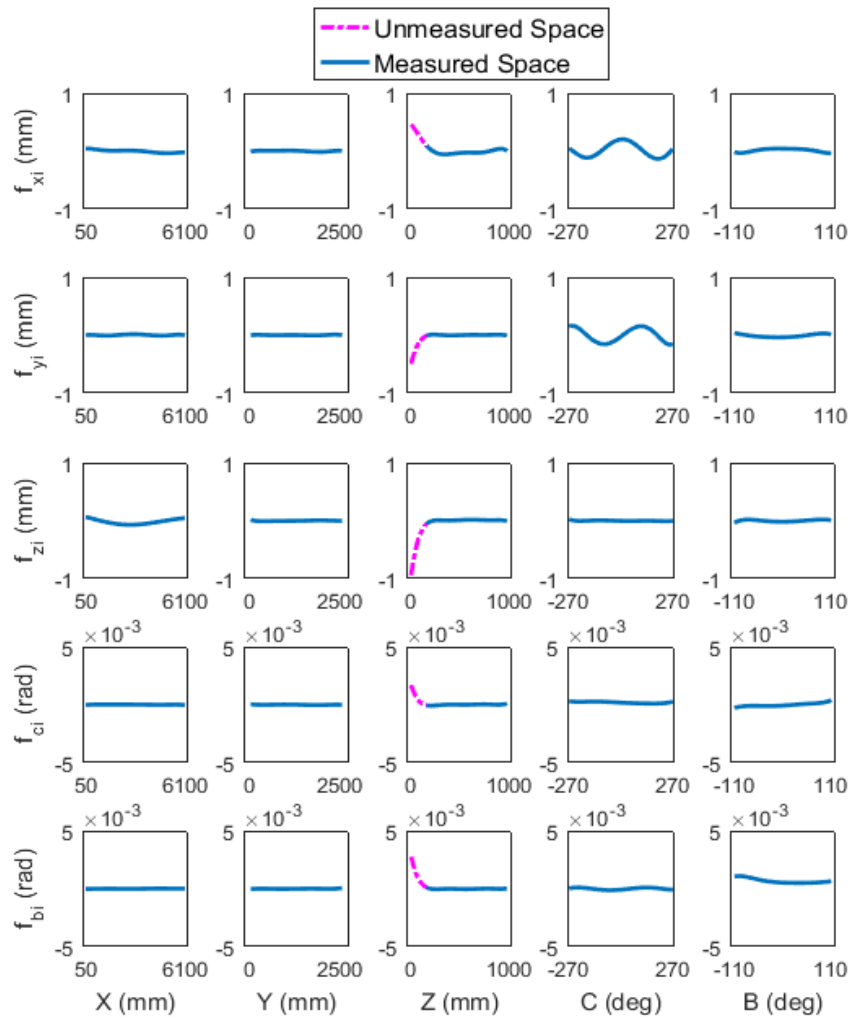 Unmeasured Space
Measured Space
1 1 1 1 1
f_xi (mm)
-1 -1 -1 -1 -1
50 6100 0 2500 0 1000 -270 270 -110 110
1 1 1 1 1
f_yi (mm)
-1 -1 -1 -1 -1
50 6100 0 2500 0 1000 -270 270 -110 110
1 1 1 1 1
f_zi (mm)
-1 -1 -1 -1 -1
50 6100 0 2500 0 1000 -270 270 -110 110
×10^-3 ×10^-3 ×10^-3 ×10^-3 ×10^-3
5 5 5 5 5
f_ci (rad)
-5 -5 -5 -5 -5
50 6100 0 2500 0 1000 -270 270 -110 110
×10^-3 ×10^-3 ×10^-3 ×10^-3 ×10^-3
5 5 5 5 5
f_bi (rad)
-5 -5 -5 -5 -5
50 6100 0 2500 0 1000 -270 270 -110 110
X (mm) Y (mm) Z (mm) C (deg) B (deg)